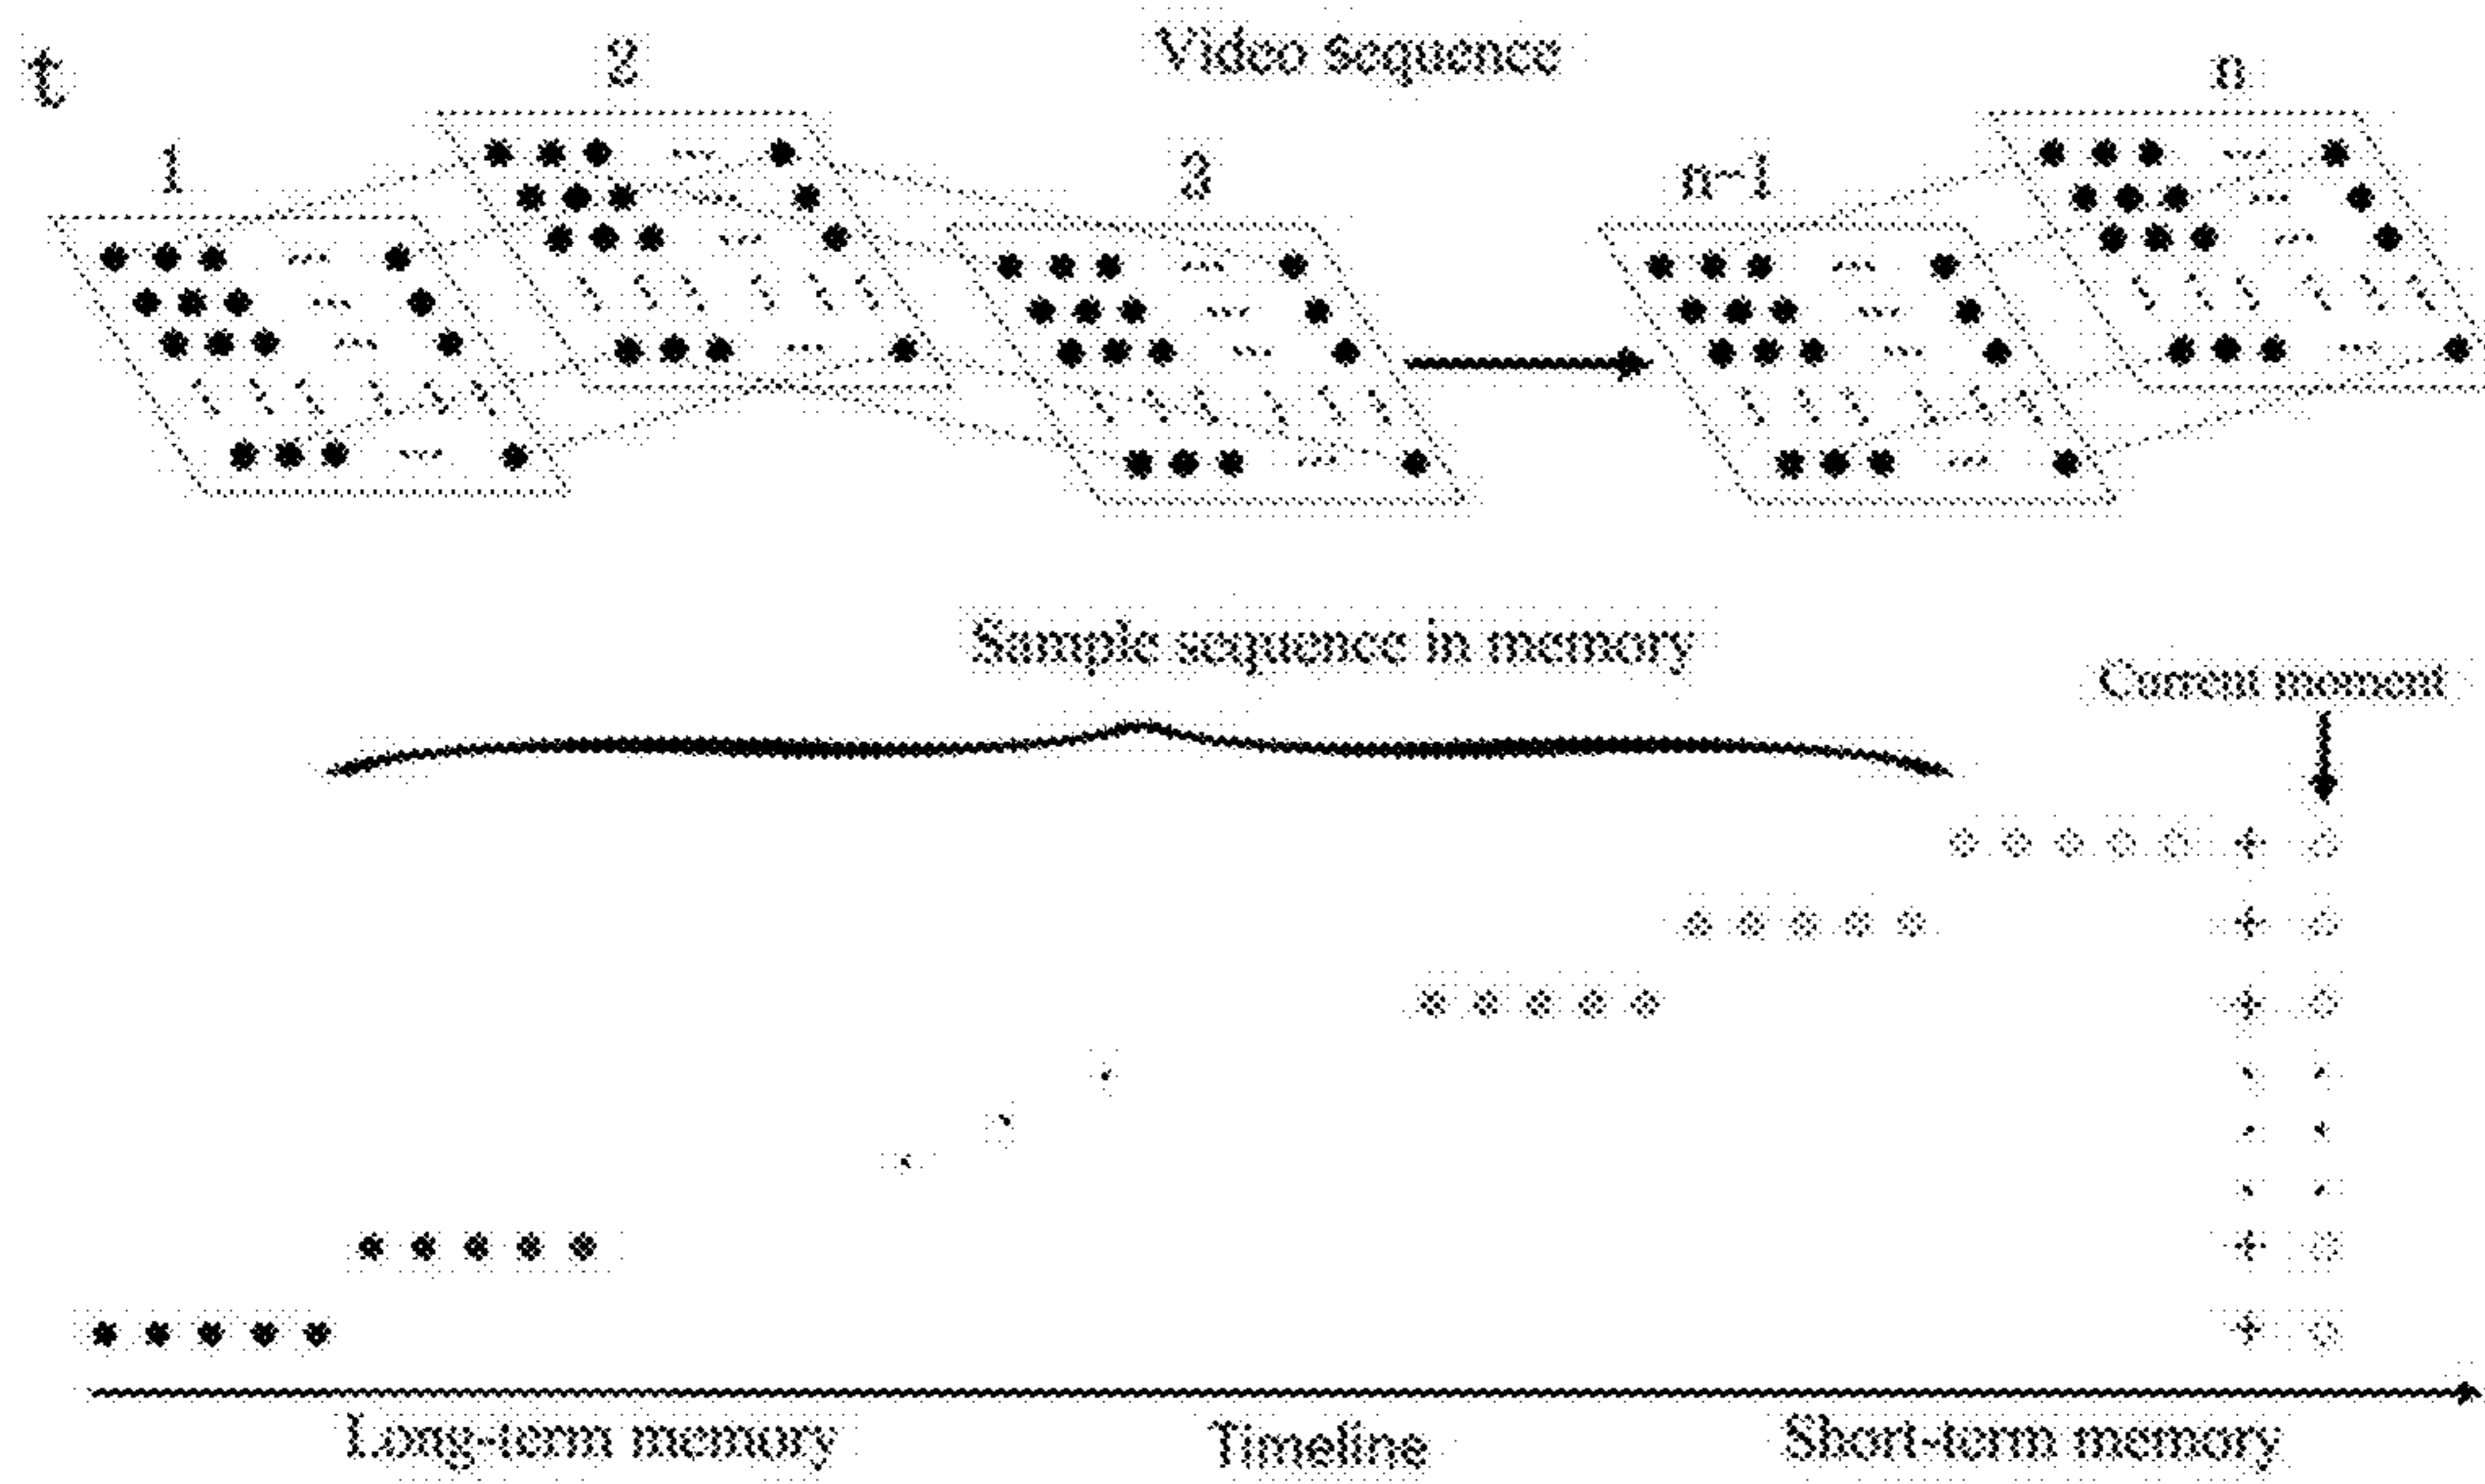 Video sequence
t
1
2
3
n-1
n
Sample sequence in memory
Current moment
Long-term memory
Timeline
Short-term memory